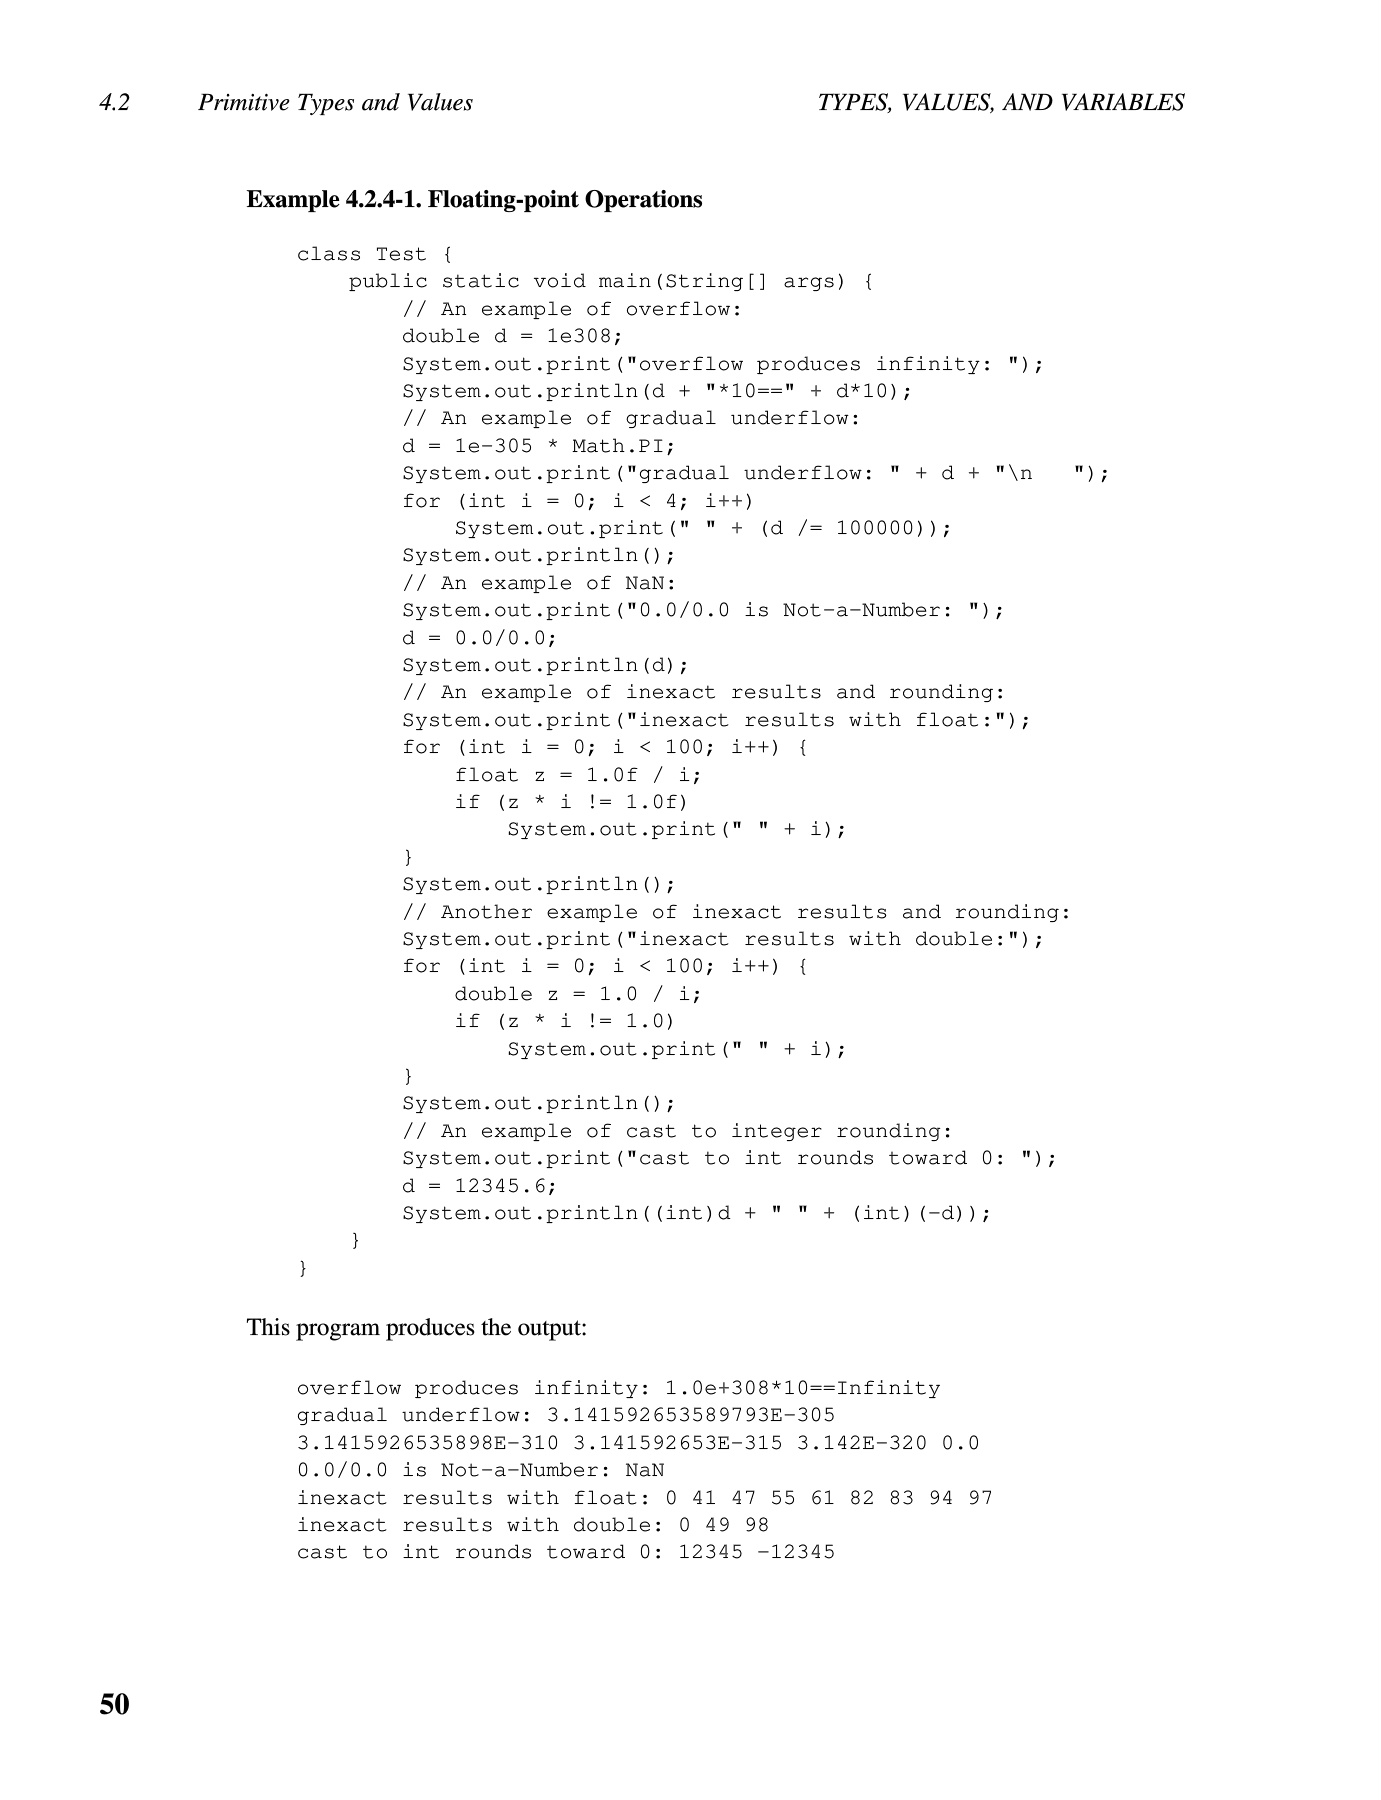 4.2 Primitive Types and Values TYPES, VALUES, AND VARIABLES
Example 4.2.4-1. Floating-point Operations
class Test {
    public static void main(String[] args) {
        // An example of overflow:
        double d = 1e308;
        System.out.print("overflow produces infinity: ");
        System.out.println(d + "*10==" + d*10);
        // An example of gradual underflow:
        d = 1e-305 * Math.PI;
        System.out.print("gradual underflow: " + d + "\n   ");
        for (int i = 0; i < 4; i++)
            System.out.print(" " + (d /= 100000));
        System.out.println();
        // An example of NaN:
        System.out.print("0.0/0.0 is Not-a-Number: ");
        d = 0.0/0.0;
        System.out.println(d);
        // An example of inexact results and rounding:
        System.out.print("inexact results with float:");
        for (int i = 0; i < 100; i++) {
            float z = 1.0f / i;
            if (z * i != 1.0f)
                System.out.print(" " + i);
        }
        System.out.println();
        // Another example of inexact results and rounding:
        System.out.print("inexact results with double:");
        for (int i = 0; i < 100; i++) {
            double z = 1.0 / i;
            if (z * i != 1.0)
                System.out.print(" " + i);
        }
        System.out.println();
        // An example of cast to integer rounding:
        System.out.print("cast to int rounds toward 0: ");
        d = 12345.6;
        System.out.println((int)d + " " + (int)(-d));
    }
}
This program produces the output:
overflow produces infinity: 1.0e+308*10==Infinity
gradual underflow: 3.141592653589793E-305
3.1415926535898E-310 3.141592653E-315 3.142E-320 0.0
0.0/0.0 is Not-a-Number: NaN
inexact results with float: 0 41 47 55 61 82 83 94 97
inexact results with double: 0 49 98
cast to int rounds toward 0: 12345 -12345
50